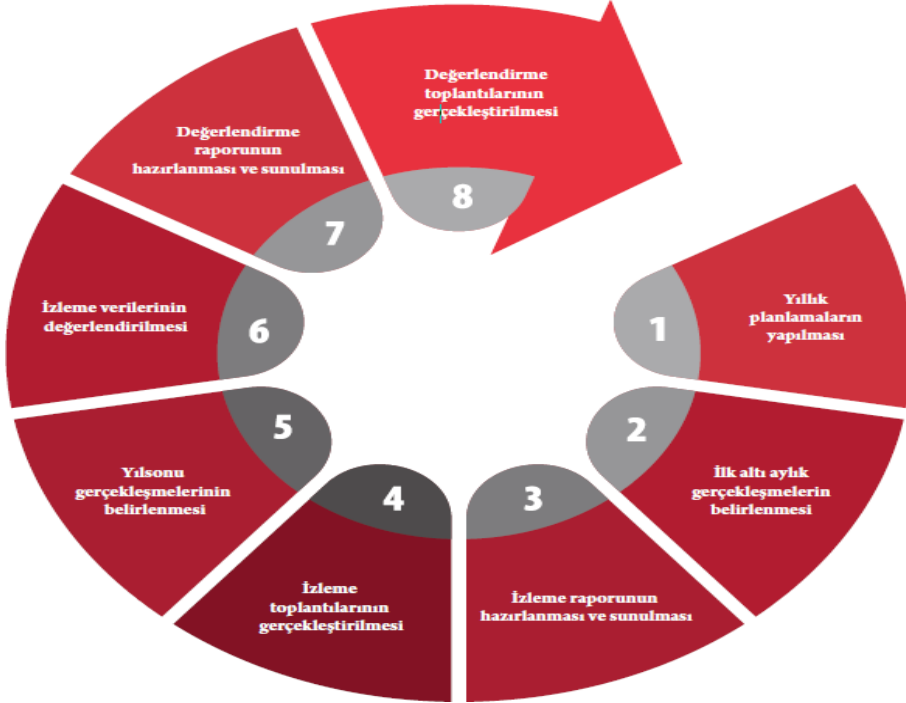 1
Yıllık
planlamaların
yapılması
2
İlk altı aylık
gerçekleşmelerin
belirlenmesi
3
İzleme raporunun
hazırlanması ve sunulması
4
İzleme
toplantılarının
gerçekleştirilmesi
5
Yılsonu
gerçekleşmelerinin
belirlenmesi
6
İzleme verilerinin
değerlendirilmesi
7
Değerlendirme
raporunun
hazırlanması ve sunulması
8
Değerlendirme
toplantılarının
gerçekleştirilmesi